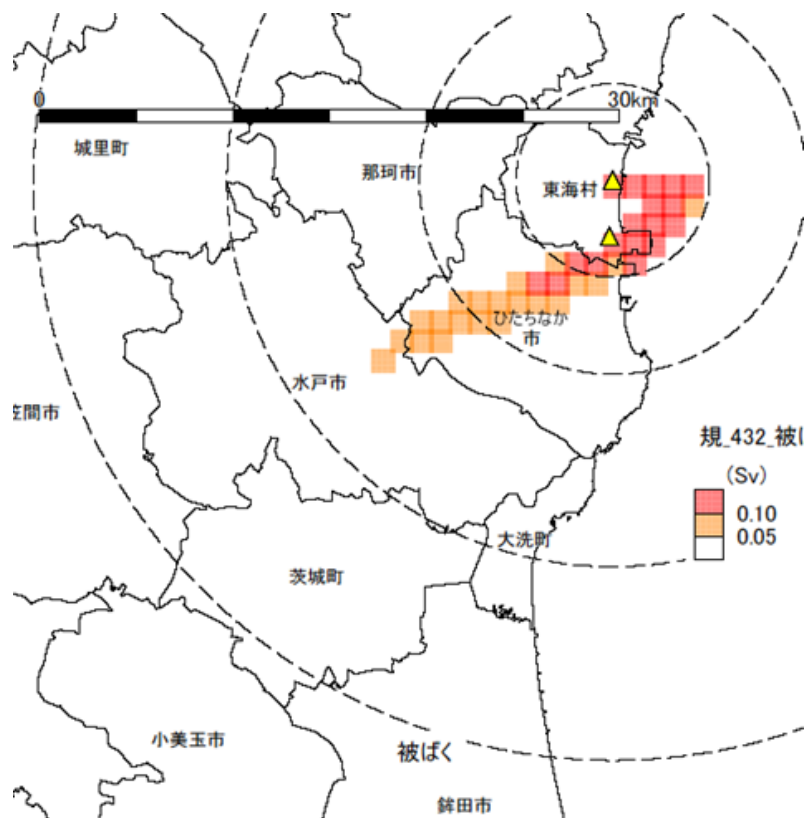 0
30km
城里町
那珂市
東海村
ひたちなか
市
水戸市
笠間市
規_432_被ば
(Sv)
0.10
0.05
大洗町
茨城町
小美玉市
被ばく
鉾田市